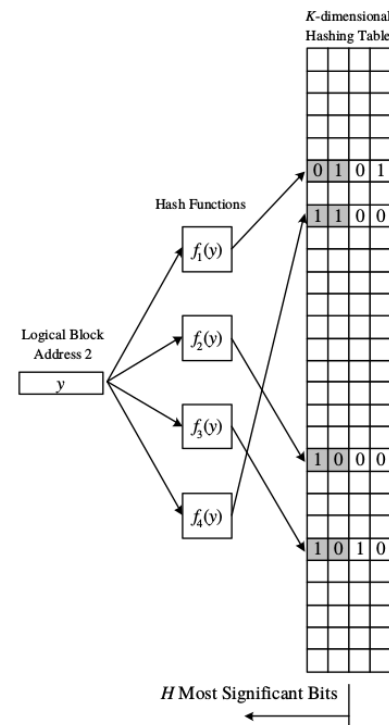 K-dimensional
Hashing Table
0 1 0 1
Hash Functions
1 1 0 0
f1(y)
Logical Block
Address 2
f2(y)
y
f3(y)
1 0 0 0
f4(y)
1 0 1 0
H Most Significant Bits